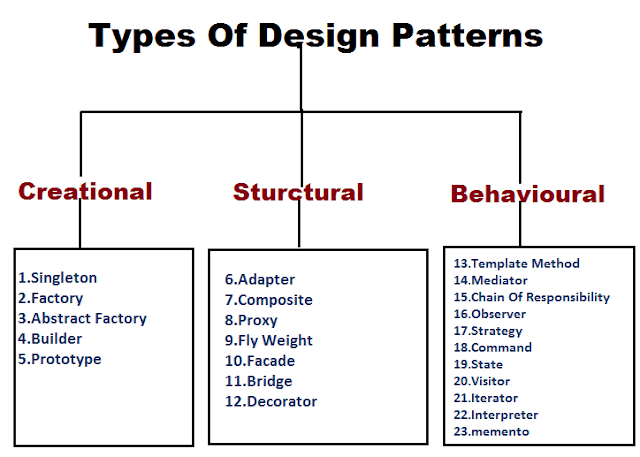 Types Of Design Patterns
Creational
Sturctural
Behavioural
1.Singleton
2.Factory
3.Abstract Factory
4.Builder
5.Prototype
6.Adapter
7.Composite
8.Proxy
9.Fly Weight
10.Facade
11.Bridge
12.Decorator
13.Template Method
14.Mediator
15.Chain Of Responsibility
16.Observer
17.Strategy
18.Command
19.State
20.Visitor
21.Iterator
22.Interpreter
23.memento